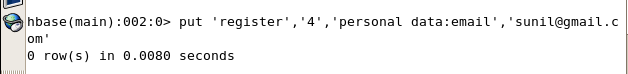 hbase(main):002:0> put 'register','4','personal data:email','sunil@gmail.c
om'
0 row(s) in 0.0080 seconds